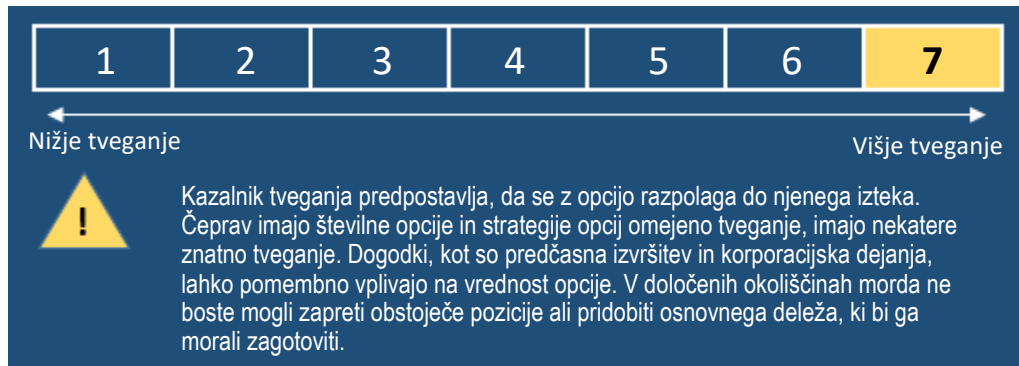 1 2 3 4 5 6 7
Nižje tveganje Višje tveganje
! Kazalnik tveganja predpostavlja, da se z opcijo razpolaga do njenega izteka.
Čeprav imajo številne opcije in strategije opcij omejeno tveganje, imajo nekatere
znatno tveganje. Dogodki, kot so predčasna izvršitev in korporacijska dejanja,
lahko pomembno vplivajo na vrednost opcije. V določenih okoliščinah morda ne
boste mogli zapreti obstoječe pozicije ali pridobiti osnovnega deleža, ki bi ga
morali zagotoviti.